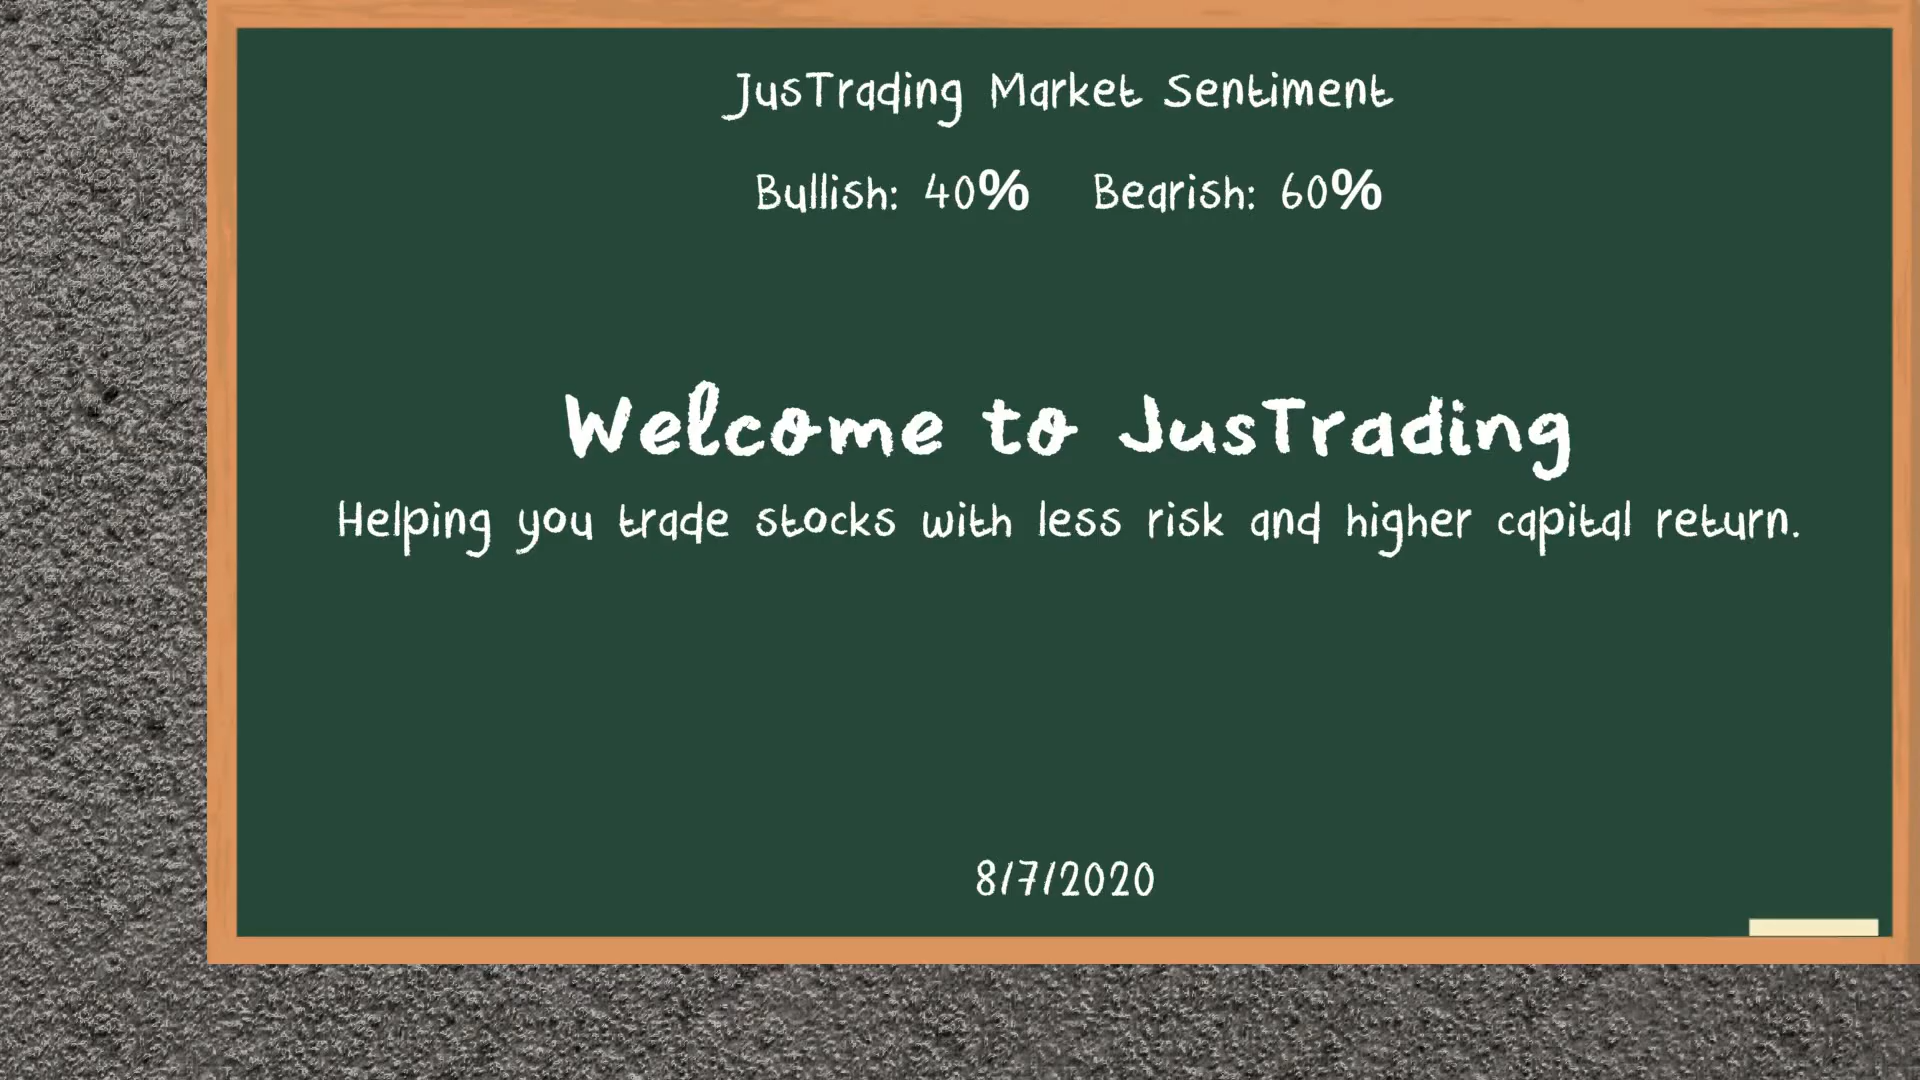 JusTrading Market Sentiment
Bullish: 40% Bearish: 60%
Welcome to JusTrading
Helping you trade stocks with less risk and higher capital return.
8/7/2020